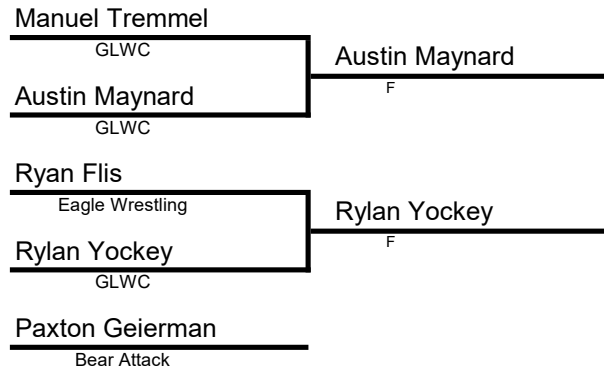 Manuel Tremmel
GLWC
Austin Maynard
F
Austin Maynard
GLWC
Ryan Flis
Eagle Wrestling
Rylan Yockey
F
Rylan Yockey
GLWC
Paxton Geierman
Bear Attack